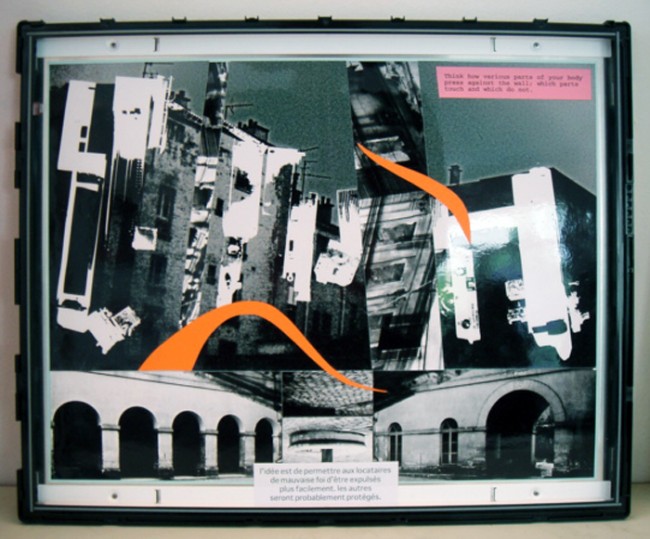 Think how various parts of your body
press against the wall: which parts
touch and which do not.
l'idée est de permettre aux locataires
de mauvaise foi d'être expulsés
plus facilement. les autres
seront probablement protégés.